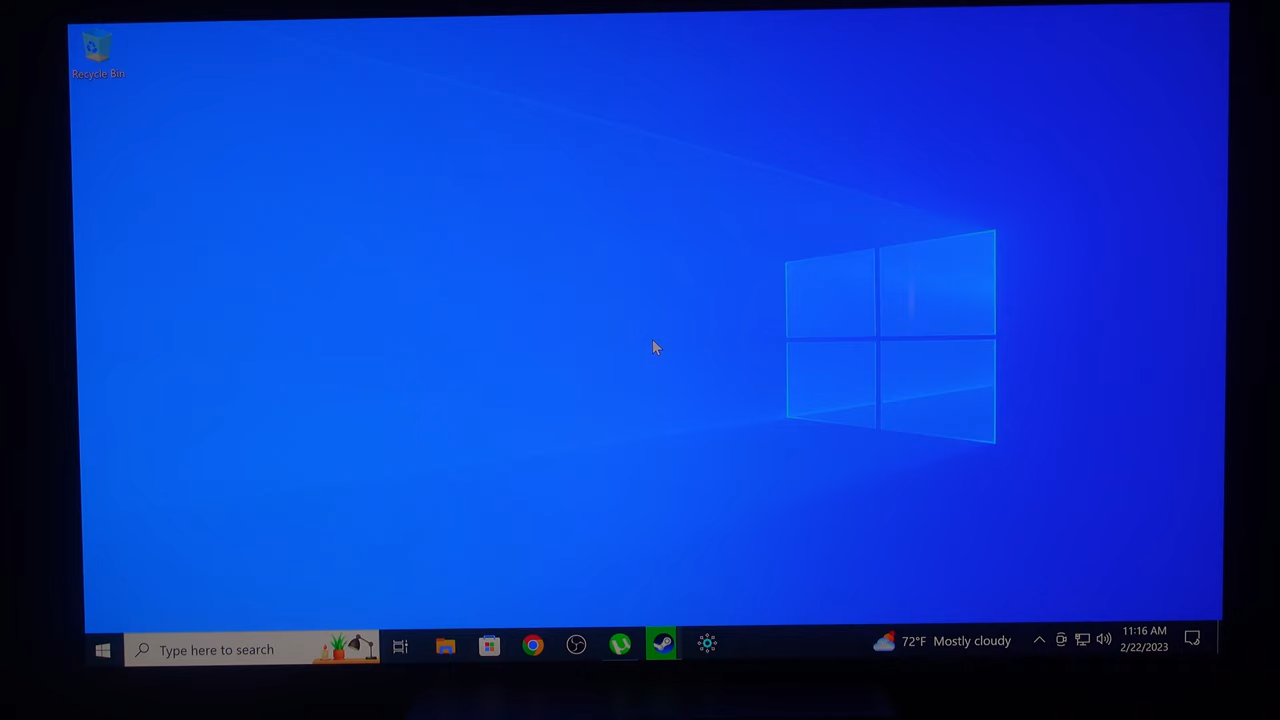 Recycle Bin
Type here to search
72°F Mostly cloudy
11:16 AM
2/22/2023